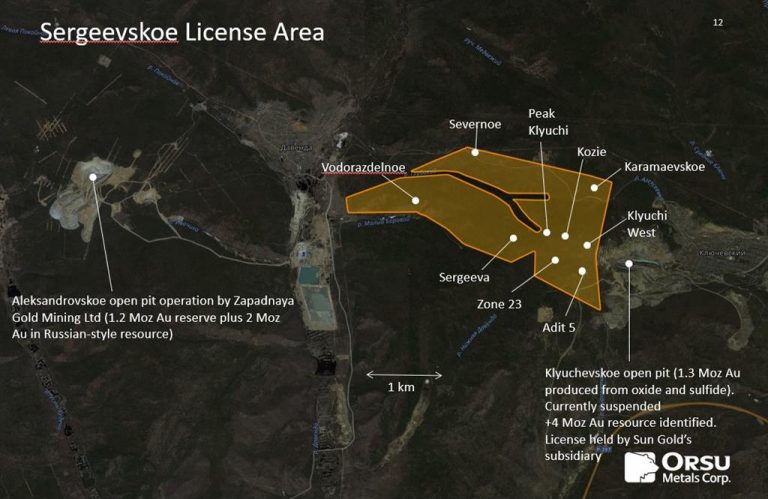 Sergeevskoe License Area
12
Severnoe
Peak
Klyuchi
Kozie
Karamaevskoe
Vodorazdelnoe
Давенда
Klyuchi
West
Ключевский
Sergeeva
Zone 23
Adit 5
Aleksandrovskoe open pit operation by Zapadnaya
Gold Mining Ltd (1.2 Moz Au reserve plus 2 Moz
Au in Russian-style resource)
1 km
Klyuchevskoe open pit (1.3 Moz Au
produced from oxide and sulfide).
Currently suspended
+4 Moz Au resource identified.
License held by Sun Gold’s
subsidiary
ORSU
Metals Corp.